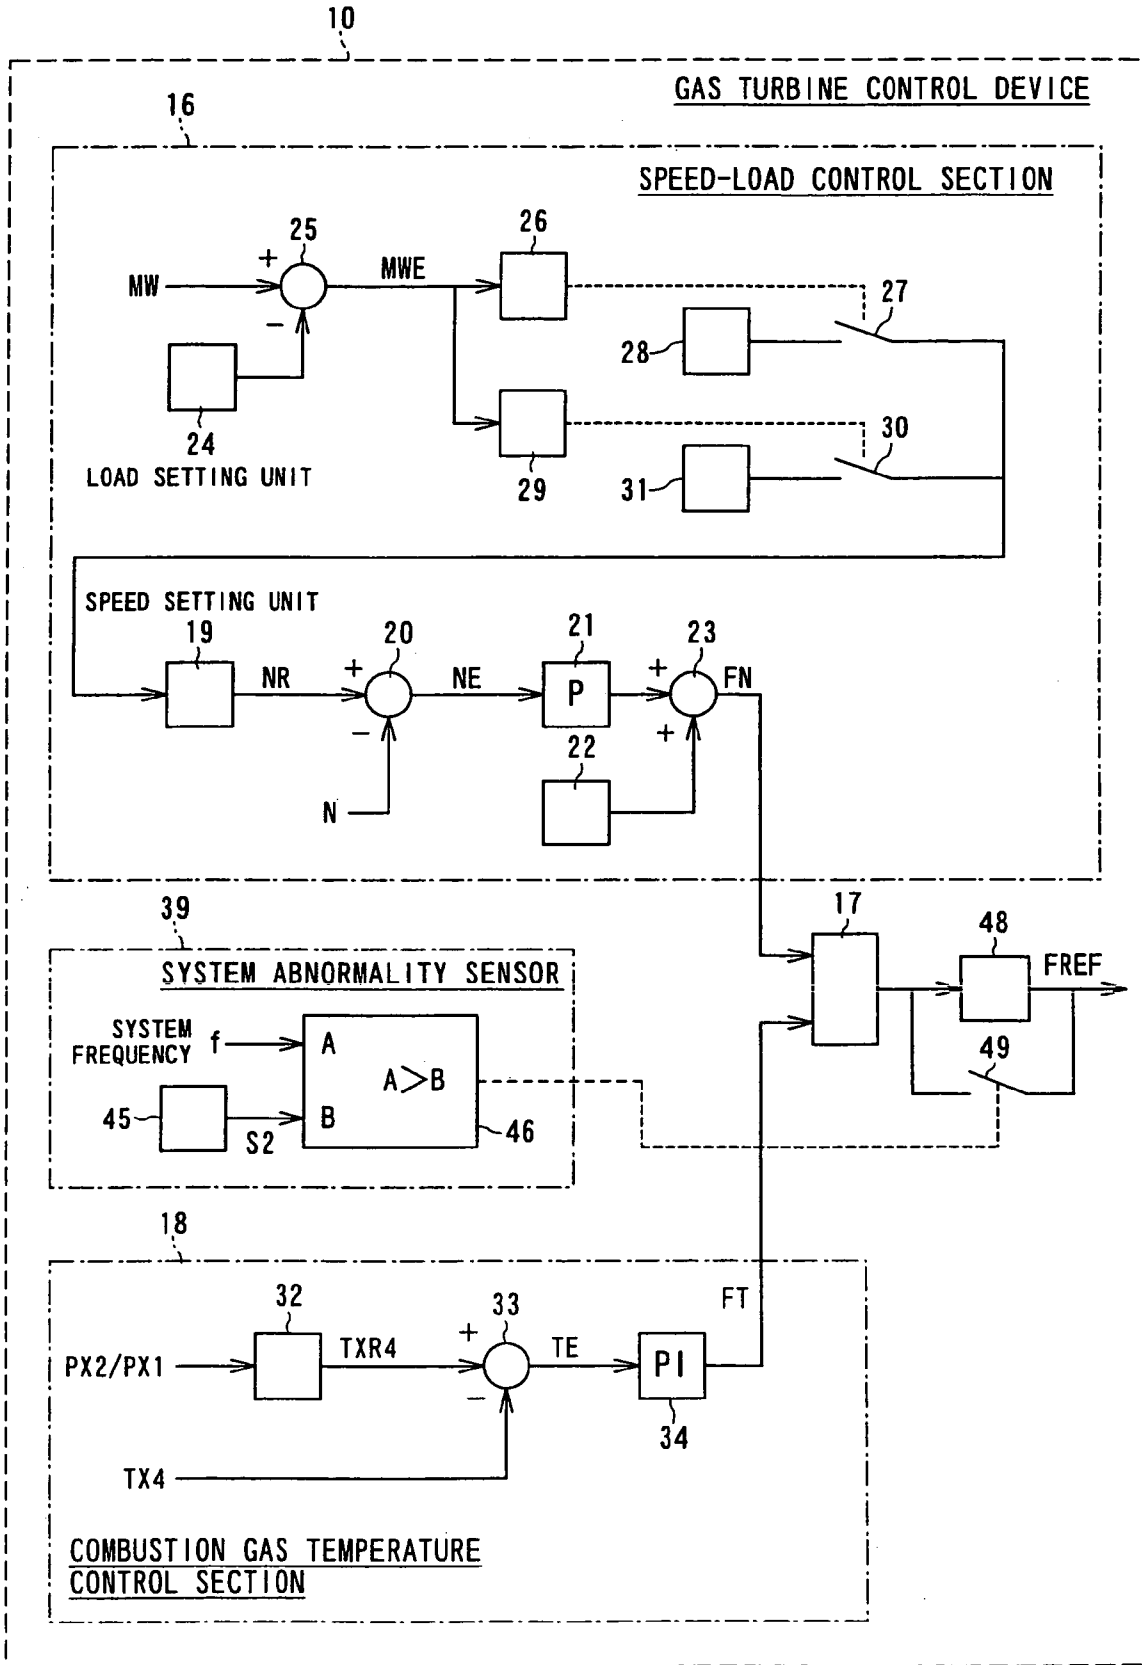 10
GAS TURBINE CONTROL DEVICE
16
SPEED-LOAD CONTROL SECTION
25
26
+
MW
MWE
27
−
28
24
30
LOAD SETTING UNIT
29
31
SPEED SETTING UNIT
19
20
21
23
+
NR
NE
P
+
FN
−
+
22
N
39
17
48
SYSTEM ABNORMALITY SENSOR
FREF
SYSTEM
FREQUENCY f
A
A>B
49
45
B
S2
46
18
32
33
FT
+
PX2/PX1
TXR4
TE
PI
−
34
TX4
COMBUSTION GAS TEMPERATURE
CONTROL SECTION